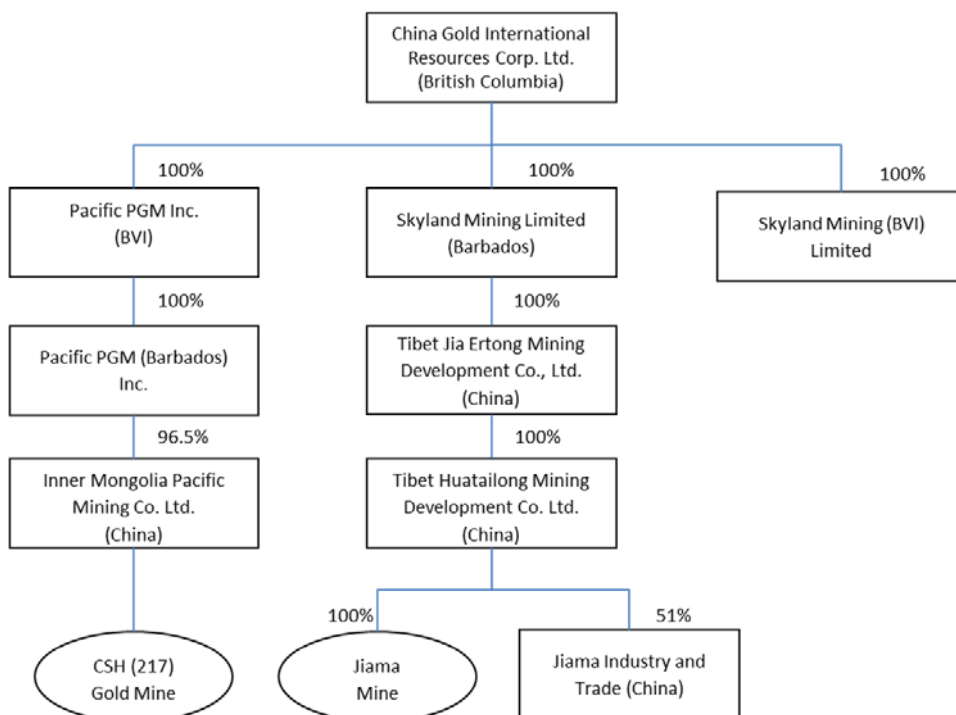 China Gold International
Resources Corp. Ltd.
(British Columbia)
100%
100%
100%
Pacific PGM Inc.
(BVI)
Skyland Mining Limited
(Barbados)
Skyland Mining (BVI)
Limited
100%
100%
Pacific PGM (Barbados)
Inc.
Tibet Jia Ertong Mining
Development Co., Ltd.
(China)
96.5%
100%
Inner Mongolia Pacific
Mining Co. Ltd.
(China)
Tibet Huatailong Mining
Development Co. Ltd.
(China)
100%
51%
CSH (217)
Gold Mine
Jiama
Mine
Jiama Industry and
Trade (China)